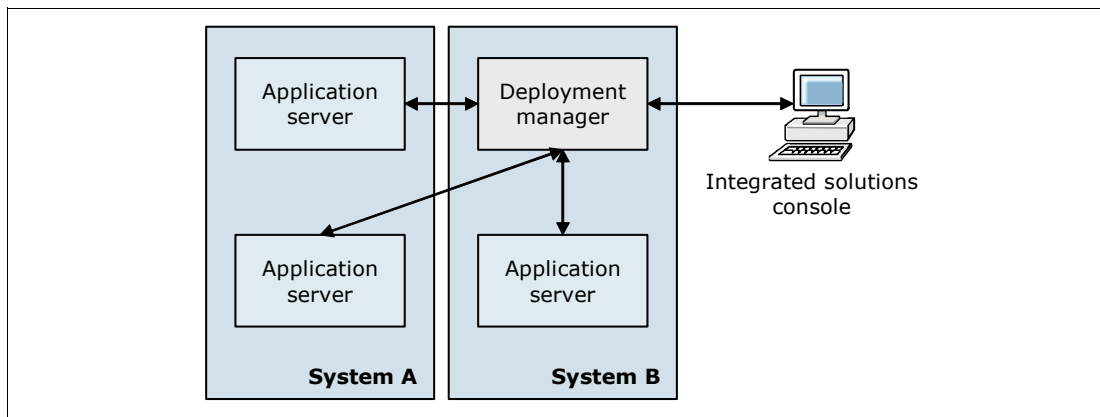 Application
server
Deployment
manager
Integrated solutions
console
Application
server
Application
server
System A
System B